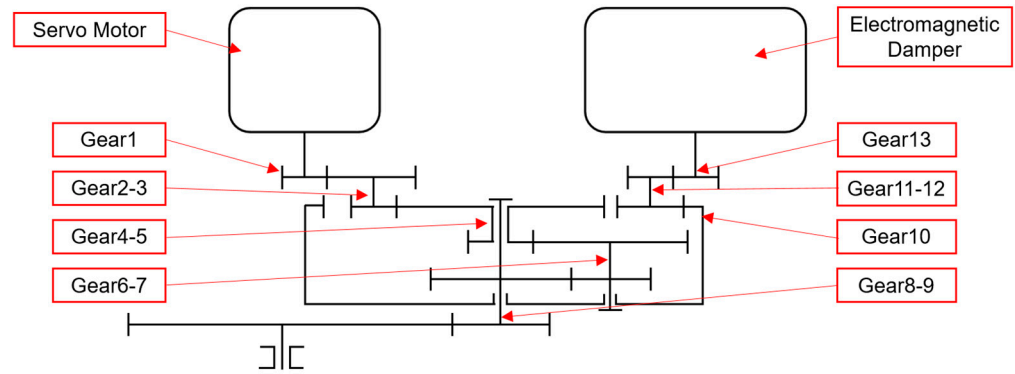 Servo Motor
Electromagnetic
Damper
Gear1
Gear13
Gear2-3
Gear11-12
Gear4-5
Gear10
Gear6-7
Gear8-9